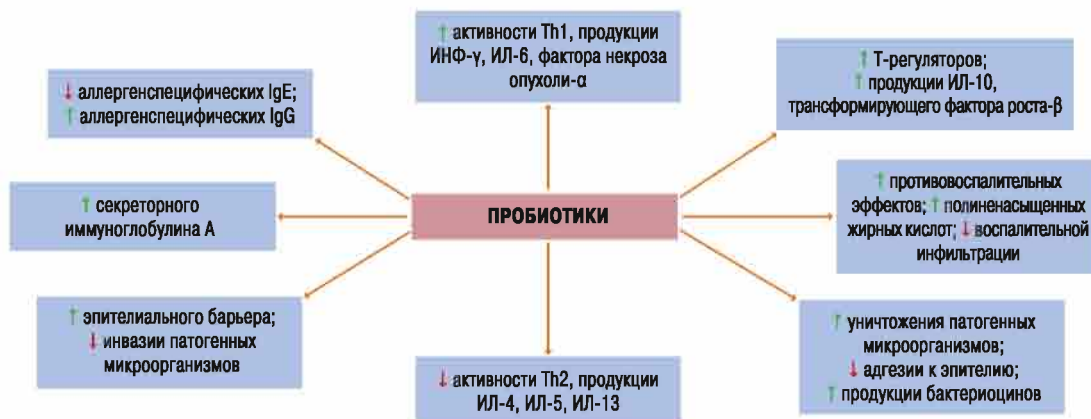 ↑ активности Th1, продукции
ИНФ-γ, ИЛ-6, фактора некроза
опухоли-α
↑ Т-регуляторов;
↑ продукции ИЛ-10,
трансформирующего фактора роста-β
↓ аллергенспецифических IgE;
↑ аллергенспецифических IgG
↑ противовоспалительных
эффектов; ↑ полиненасыщенных
жирных кислот; ↓ воспалительной
инфильтрации
↑ секреторного
иммуноглобулина А
ПРОБИОТИКИ
↑ эпителиального барьера;
↓ инвазии патогенных
микроорганизмов
↑ уничтожения патогенных
микроорганизмов;
↓ адгезии к эпителию;
↑ продукции бактериоцинов
↓ активности Th2, продукции
ИЛ-4, ИЛ-5, ИЛ-13